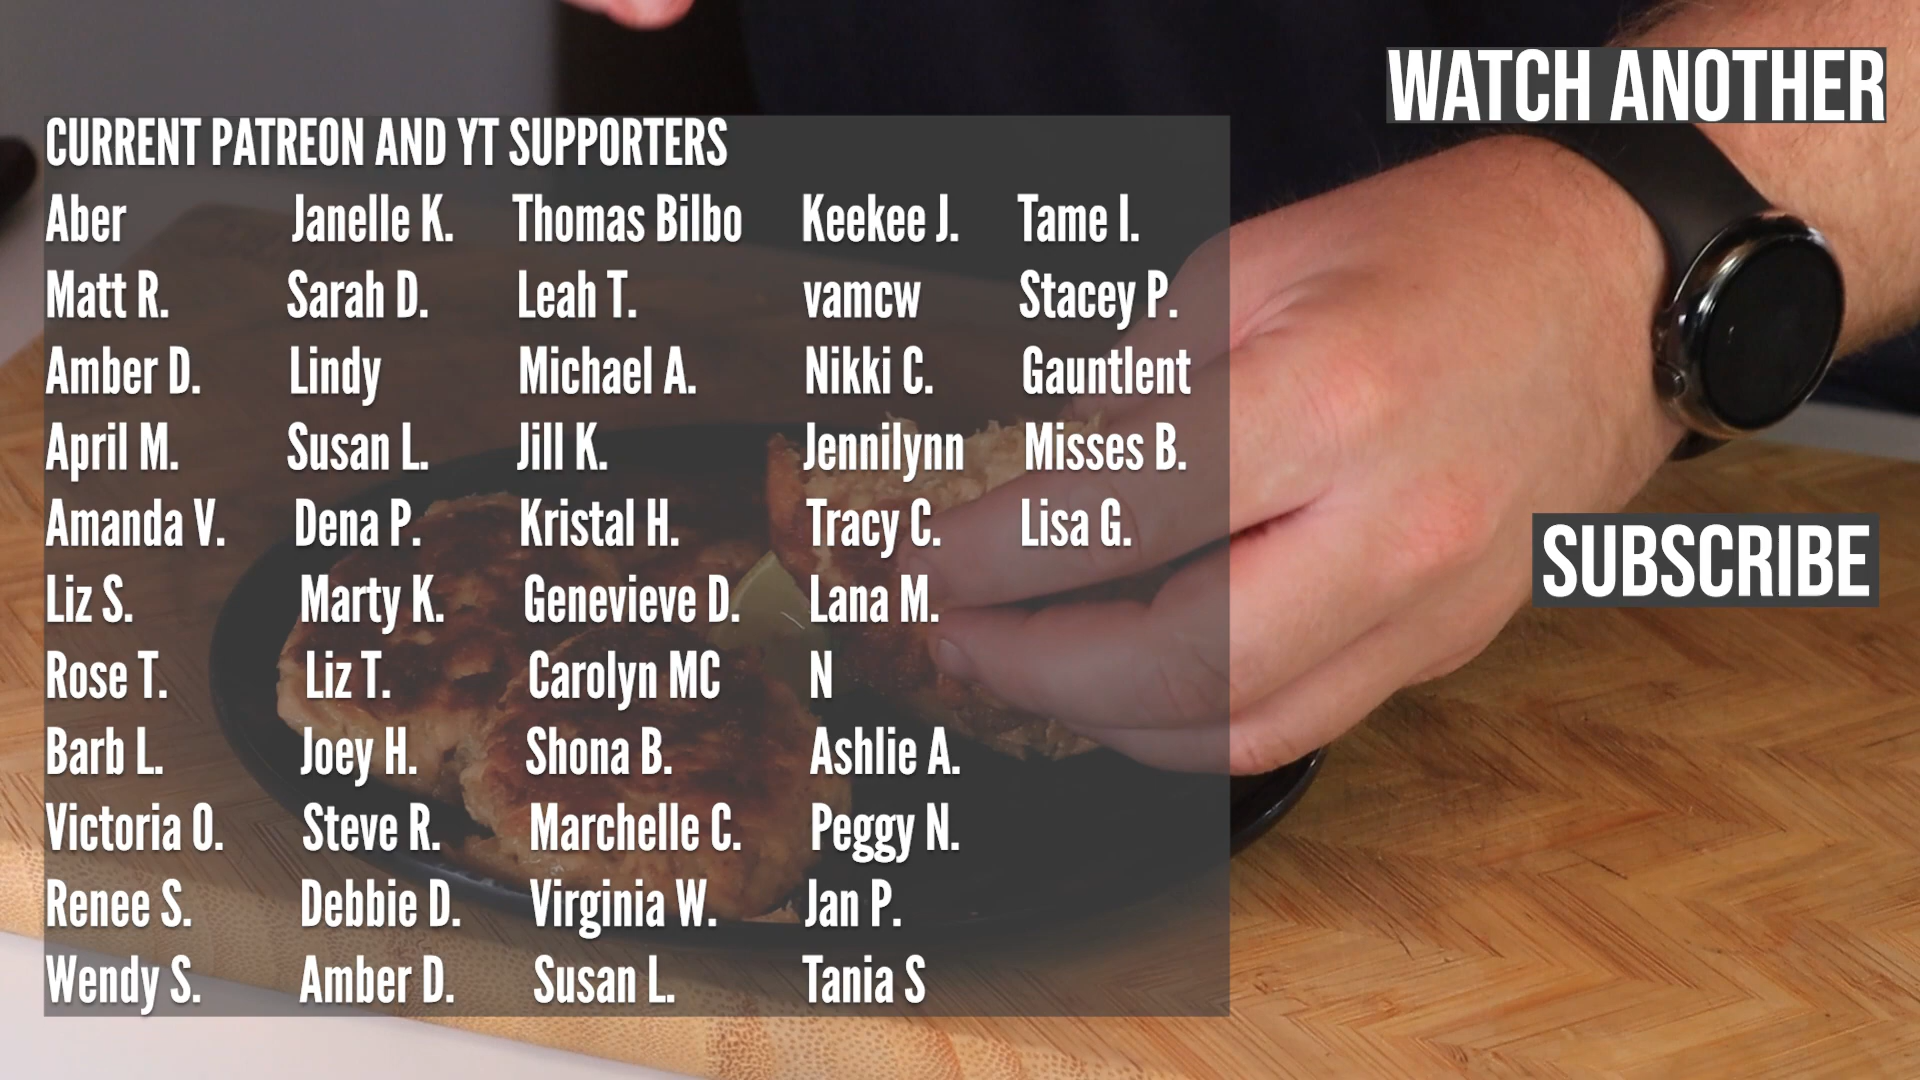 WATCH ANOTHER
CURRENT PATREON AND YT SUPPORTERS
Aber Janelle K. Thomas Bilbo Keekee J. Tame I.
Matt R. Sarah D. Leah T. vamcw Stacey P.
Amber D. Lindy Michael A. Nikki C. Gauntlent
April M. Susan L. Jill K. Jennilynn Misses B.
Amanda V. Dena P. Kristal H. Tracy C. Lisa G.
SUBSCRIBE
Liz S. Marty K. Genevieve D. Lana M.
Rose T. Liz T. Carolyn MC N
Barb L. Joey H. Shona B. Ashlie A.
Victoria O. Steve R. Marchelle C. Peggy N.
Renee S. Debbie D. Virginia W. Jan P.
Wendy S. Amber D. Susan L. Tania S